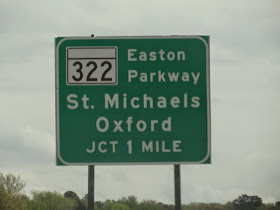 322 Easton
Parkway
St. Michaels
Oxford
JCT 1 MILE